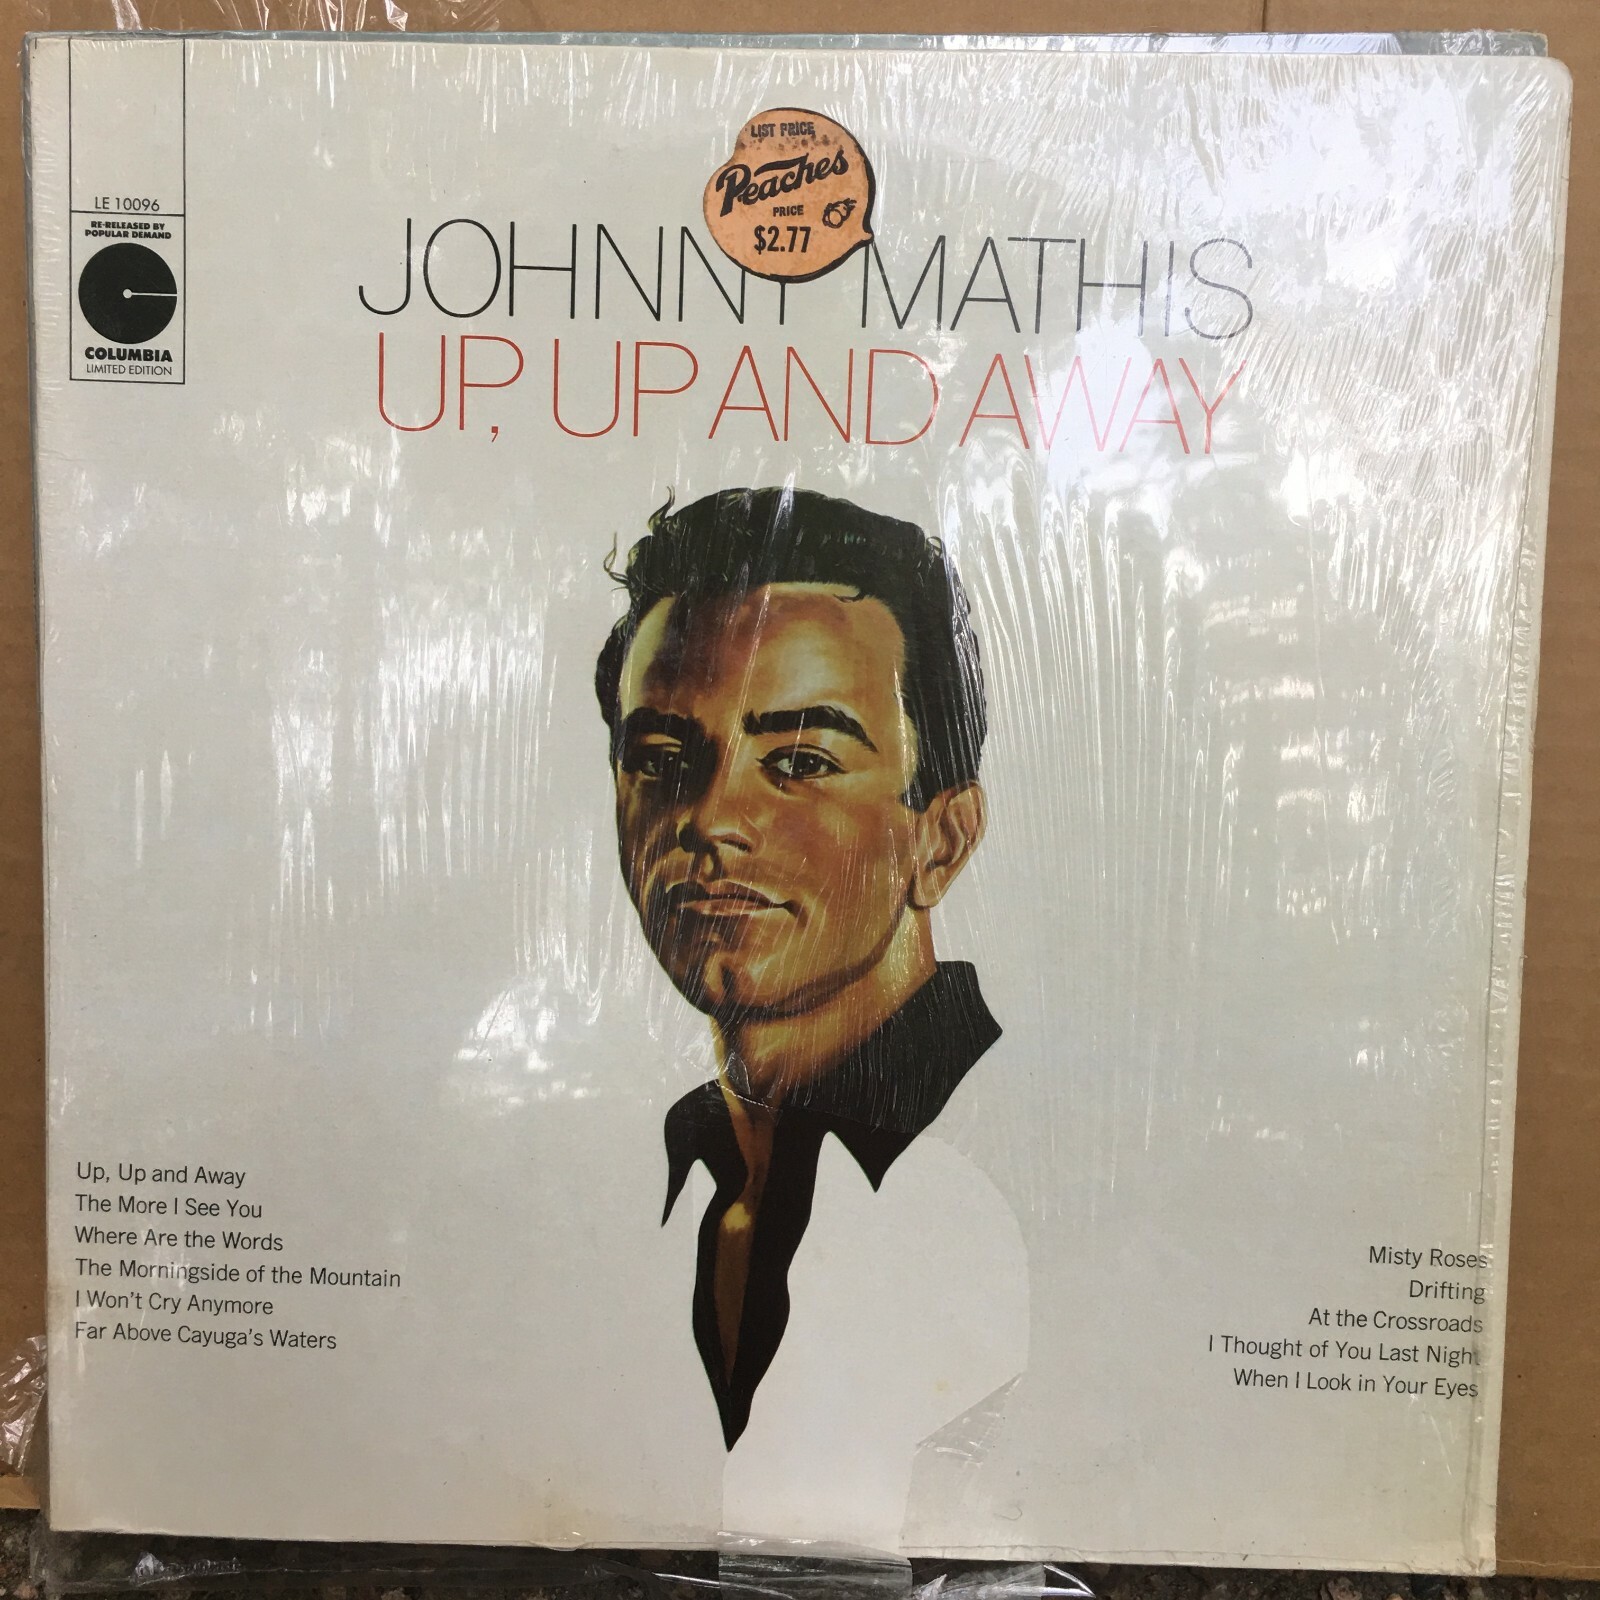 LIST PRICE
Peaches
PRICE
$2.77
LE 10096
RE-RELEASED BY
POPULAR DEMAND
COLUMBIA
LIMITED EDITION
JOHNNY MATHIS
UP, UP AND AWAY
Up, Up and Away
The More I See You
Where Are the Words
The Morningside of the Mountain
I Won't Cry Anymore
Far Above Cayuga's Waters
Misty Roses
Drifting
At the Crossroads
I Thought of You Last Night
When I Look in Your Eyes